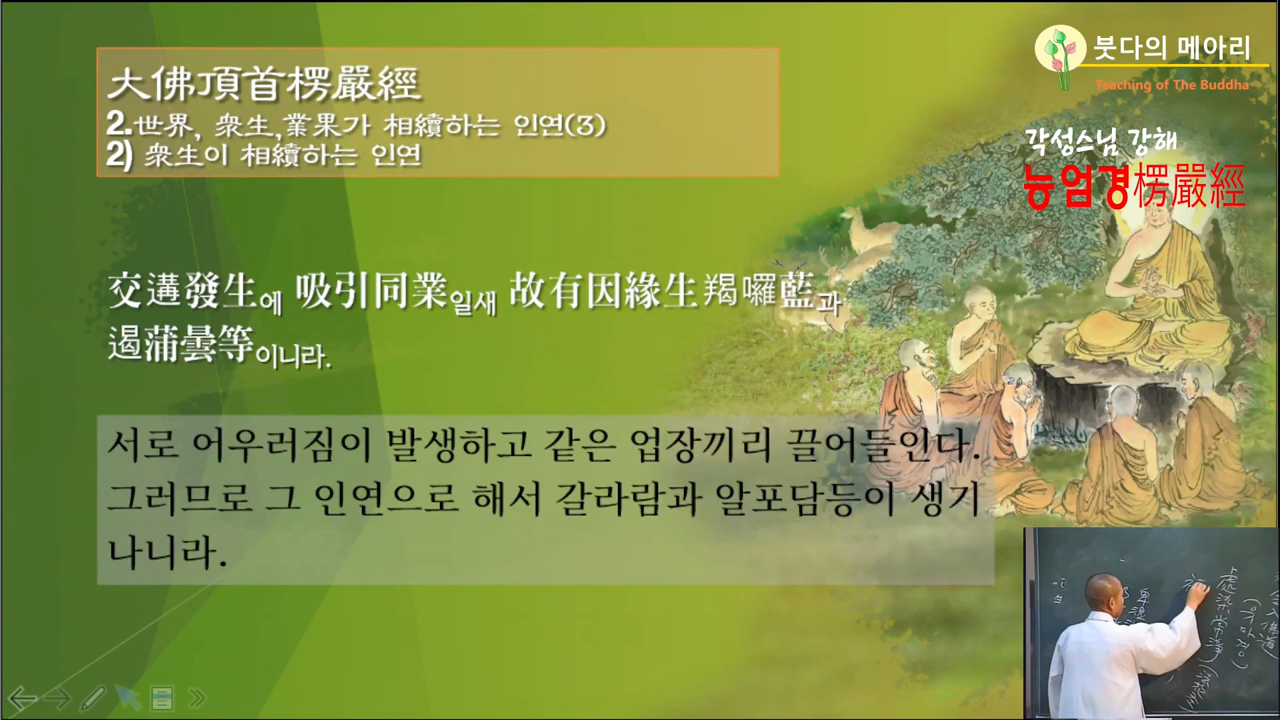 大佛頂首楞嚴經
2.世界, 衆生,業果가 相續하는 인연(3)
2) 衆生이 相續하는 인연
붓다의 메아리
Teaching of The Buddha
각성스님 강해
능엄경楞嚴經
交遘發生에 吸引同業일새 故有因緣生羯囉藍과
遏蒲曇等이니라.
서로 어우러짐이 발생하고 같은 업장끼리 끌어들인다.
그러므로 그 인연으로 해서 갈라람과 알포담등이 생기
나니라.